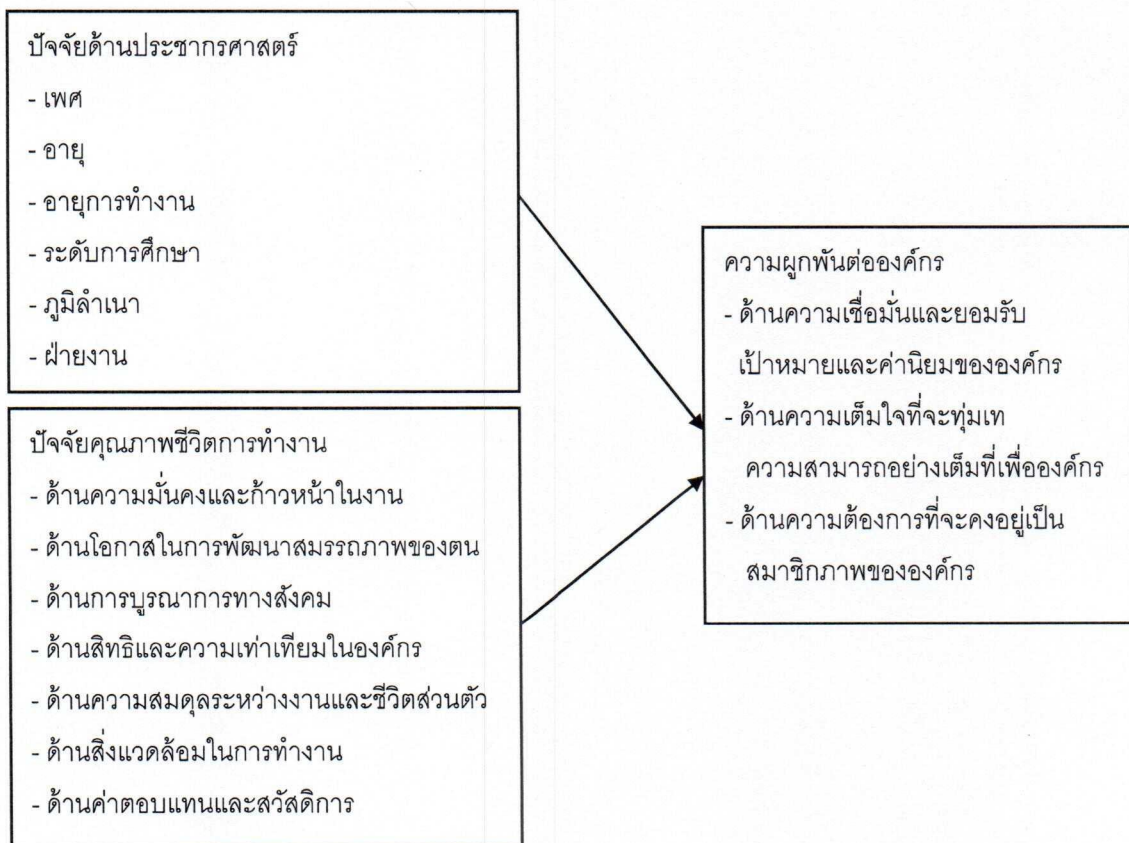 ปัจจัยด้านประชากรศาสตร์
- เพศ
- อายุ
- อายุการทำงาน
- ระดับการศึกษา
- ภูมิลำเนา
- ฝ่ายงาน
ปัจจัยคุณภาพชีวิตการทำงาน
- ด้านความมั่นคงและก้าวหน้าในงาน
- ด้านโอกาสในการพัฒนาสมรรถภาพของตน
- ด้านการบูรณาการทางสังคม
- ด้านสิทธิและความเท่าเทียมในองค์กร
- ด้านความสมดุลระหว่างงานและชีวิตส่วนตัว
- ด้านสิ่งแวดล้อมในการทำงาน
- ด้านค่าตอบแทนและสวัสดิการ
ความผูกพันต่อองค์กร
- ด้านความเชื่อมั่นและยอมรับ
เป้าหมายและค่านิยมขององค์กร
- ด้านความเต็มใจที่จะทุ่มเท
ความสามารถอย่างเต็มที่เพื่อองค์กร
- ด้านความต้องการที่จะคงอยู่เป็น
สมาชิกภาพขององค์กร